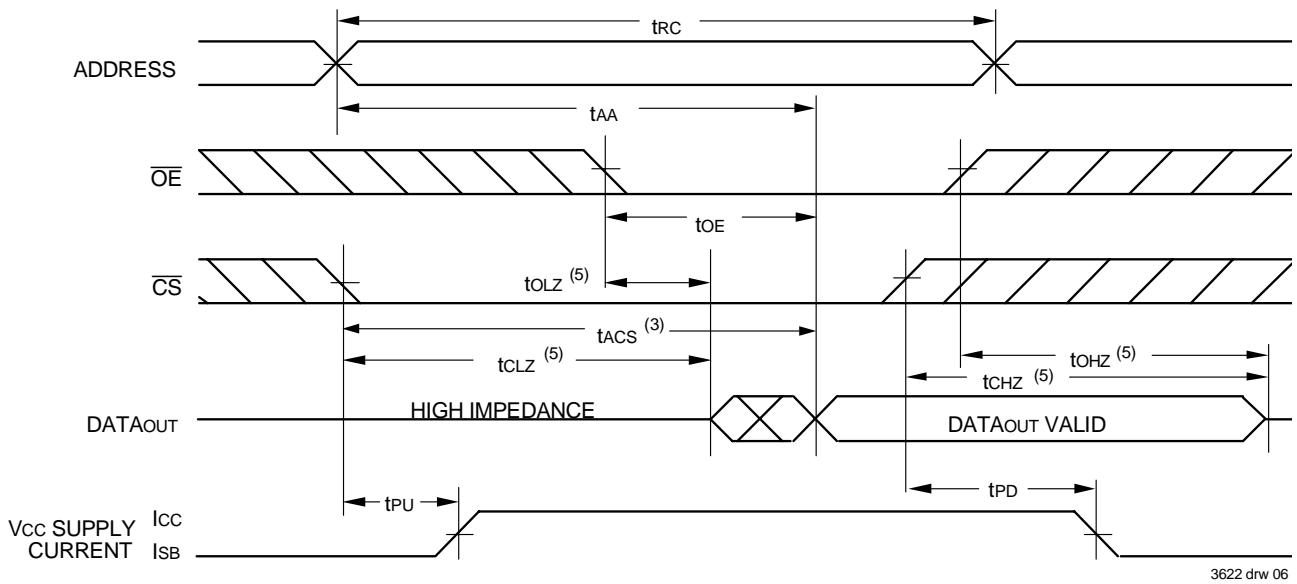 tRC
ADDRESS
tAA
OE
tOE
CS
tOLZ (5)
tACS (3)
tCLZ (5)
tOHZ (5)
tCHZ (5)
DATAOUT
HIGH IMPEDANCE
DATAOUT VALID
tPU
tPD
VCC SUPPLY
CURRENT
ICC
ISB
3622 drw 06